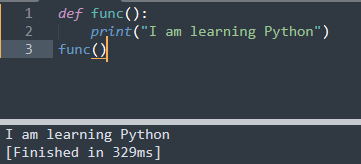 1 def func():
2     print("I am learning Python")
3 func()
I am learning Python
[Finished in 329ms]